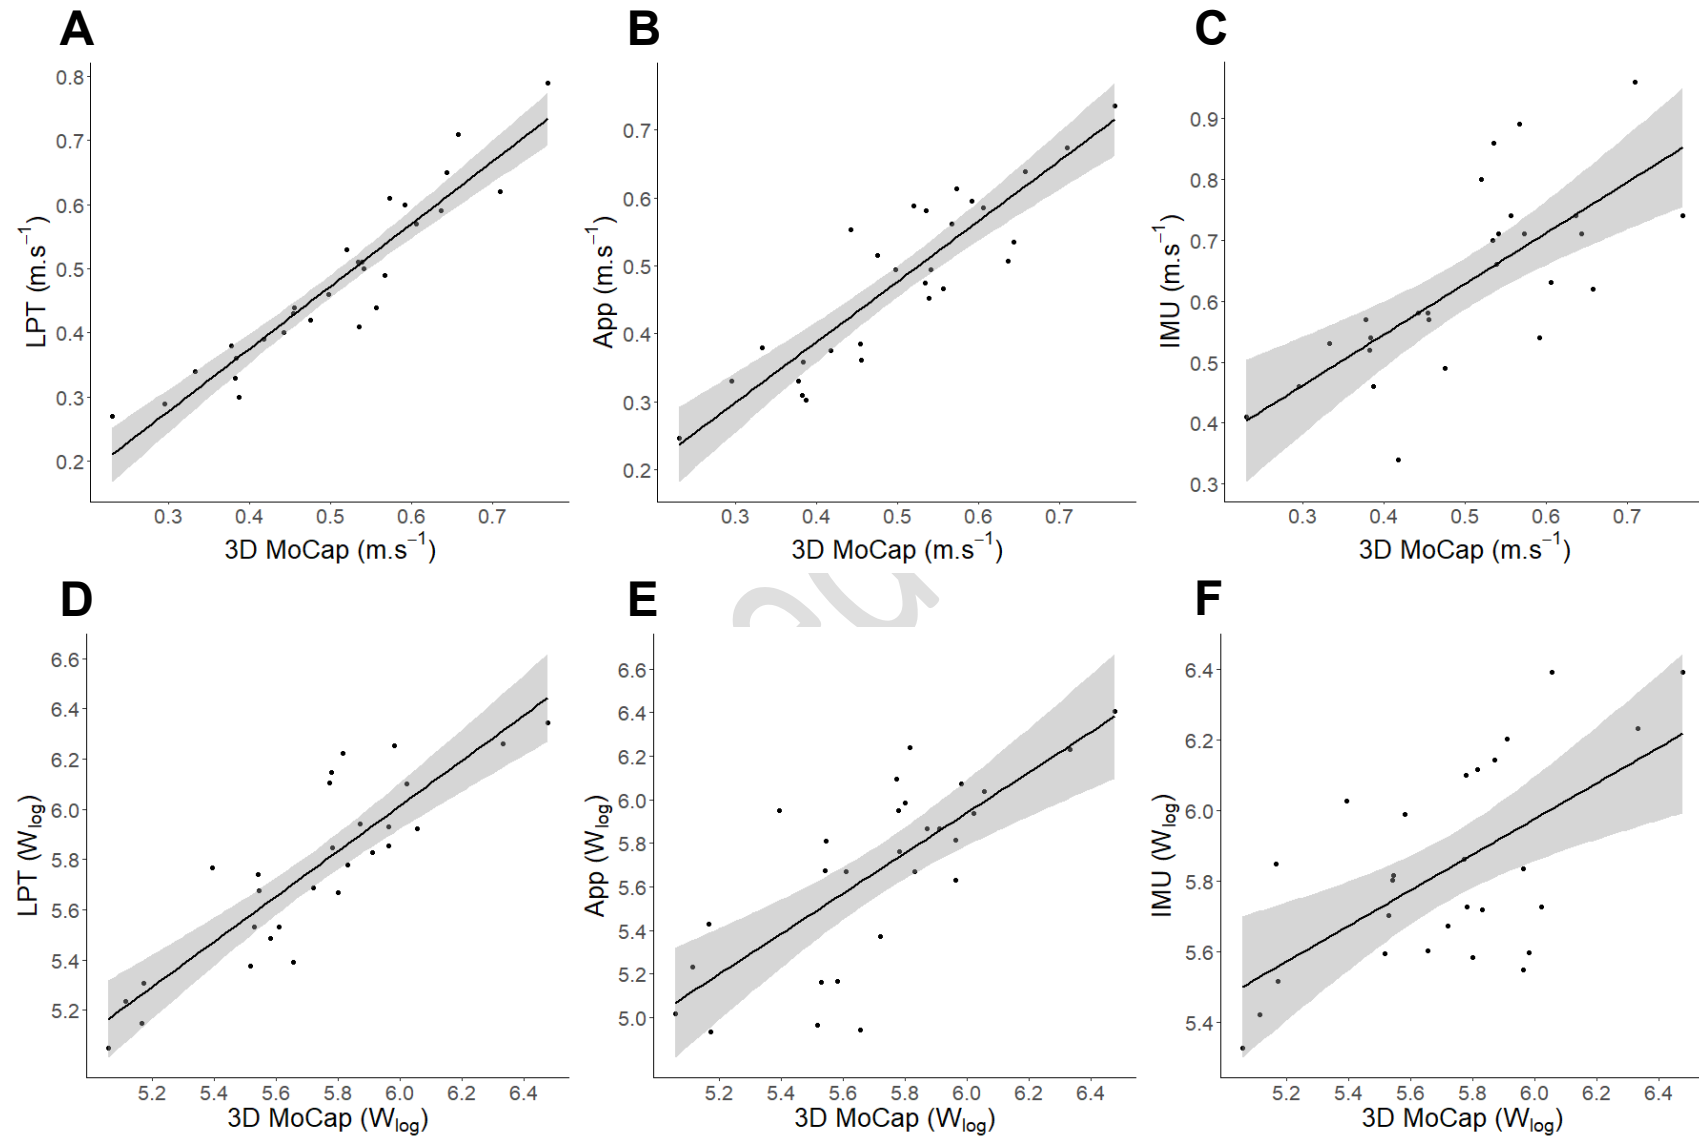 A
B
C
0.8
0.7
0.6
0.5
0.4
0.3
0.2
LPT (m.s⁻¹)
0.3 0.4 0.5 0.6 0.7
3D MoCap (m.s⁻¹)
0.7
0.6
0.5
0.4
0.3
0.2
App (m.s⁻¹)
0.3 0.4 0.5 0.6 0.7
3D MoCap (m.s⁻¹)
0.9
0.8
0.7
0.6
0.5
0.4
0.3
IMU (m.s⁻¹)
0.3 0.4 0.5 0.6 0.7
3D MoCap (m.s⁻¹)
D
E
F
6.6
6.4
6.2
6.0
5.8
5.6
5.4
5.2
LPT (Wlog)
5.2 5.4 5.6 5.8 6.0 6.2 6.4
3D MoCap (Wlog)
6.6
6.4
6.2
6.0
5.8
5.6
5.4
5.2
5.0
App (Wlog)
5.2 5.4 5.6 5.8 6.0 6.2 6.4
3D MoCap (Wlog)
6.4
6.2
6.0
5.8
5.6
5.4
IMU (Wlog)
5.2 5.4 5.6 5.8 6.0 6.2 6.4
3D MoCap (Wlog)